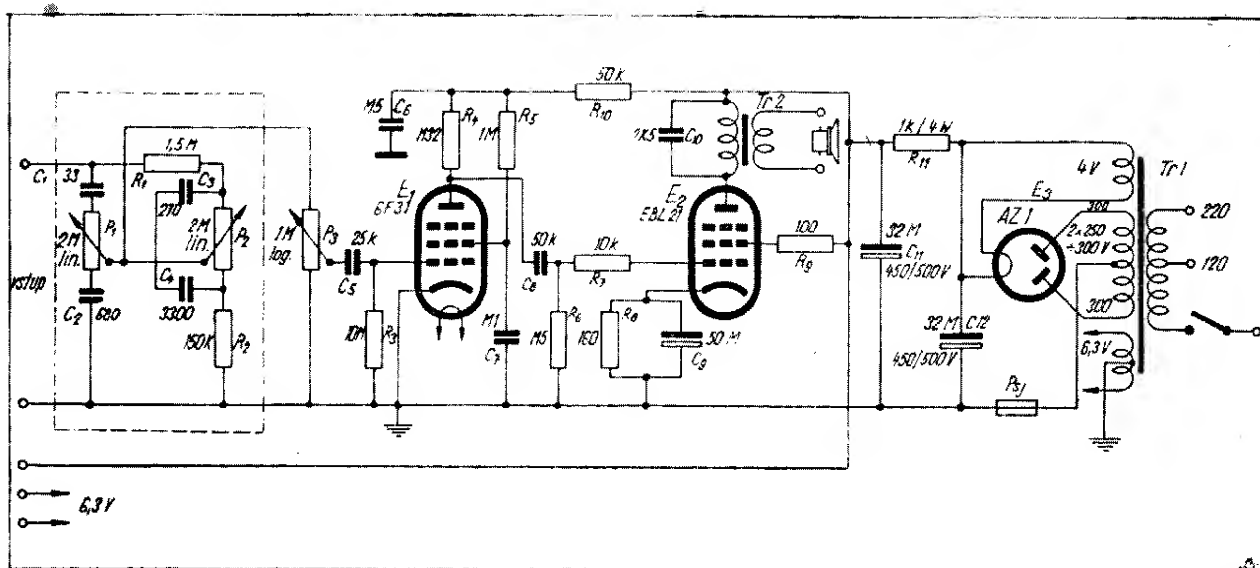 50k
R10
M5 C6
M32 R4
1M R5
1k5 C10
Tr2
1k/4W
R11
4V
Tr1
E3
AZ1
300
2×250
÷300V
300
220
120
6,3V
C1 33
1,5M
R1
C3
270
2M
lin.
P1
2M
lin.
P2
C4
3300
C2 680
150k R2
vstup
1M
log.
P3
25k
C5
10M R3
E1
6F31
M1
C7
50k
C8
10k
R7
M5 R6
E2
EBL21
100
R9
R8
160
50M
C9
32M
C11
450/500V
32M C12
450/500V
Poj
6,3V